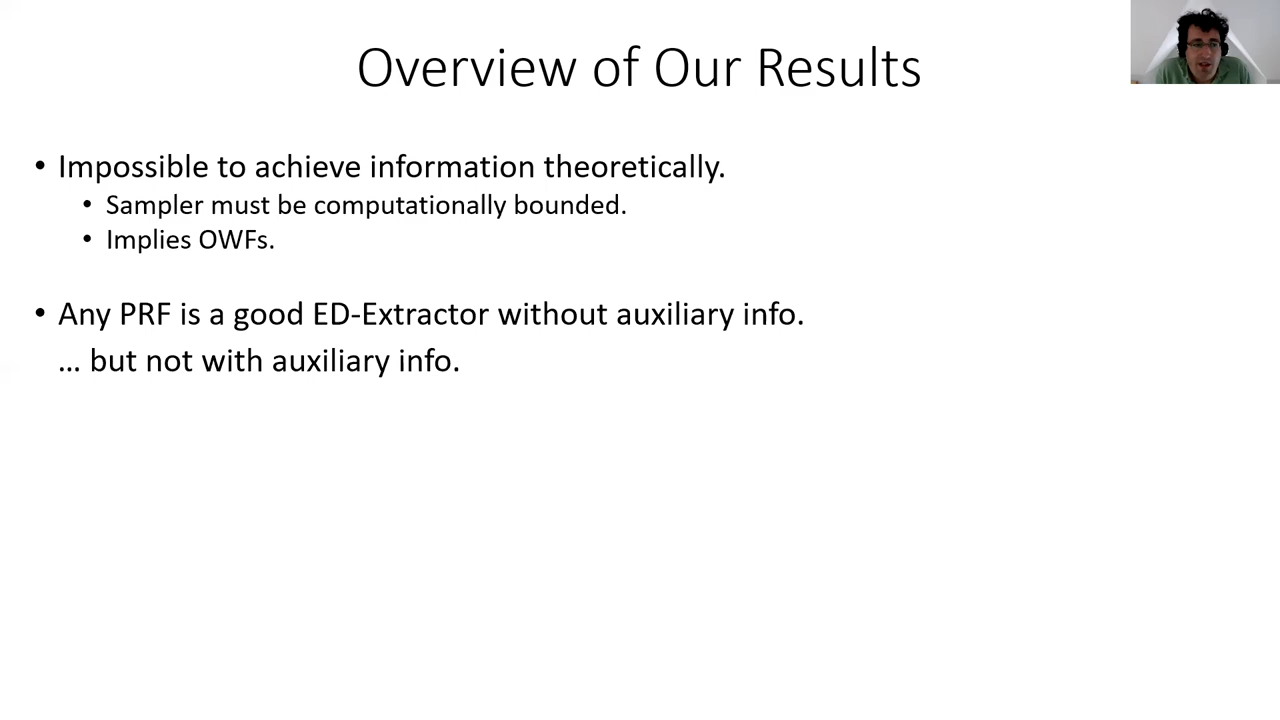 Overview of Our Results
• Impossible to achieve information theoretically.
• Sampler must be computationally bounded.
• Implies OWFs.
• Any PRF is a good ED-Extractor without auxiliary info.
… but not with auxiliary info.